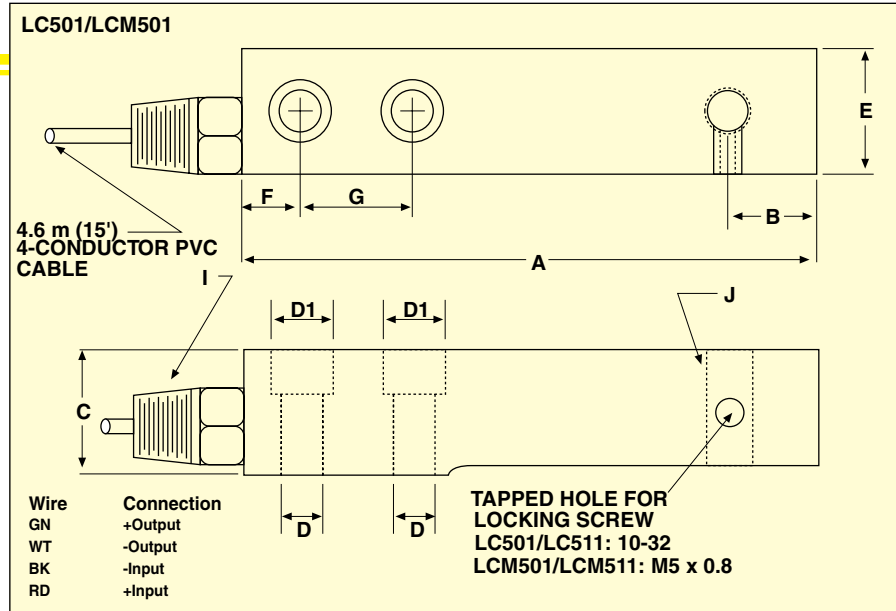 LC501/LCM501
E
F
G
B
4.6 m (15')
4-CONDUCTOR PVC
CABLE
A
I
J
D1
D1
C
Wire Connection
GN +Output
WT -Output
BK -Input
RD +Input
D
D
TAPPED HOLE FOR
LOCKING SCREW
LC501/LC511: 10-32
LCM501/LCM511: M5 x 0.8